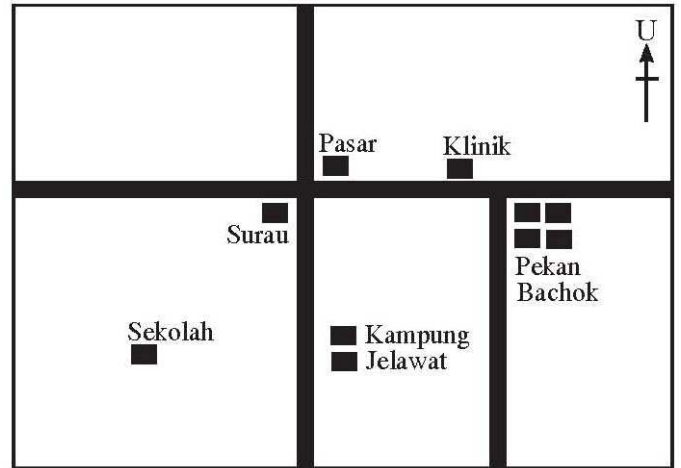 U
Pasar
Klinik
Surau
Pekan
Bachok
Sekolah
Kampung
Jelawat